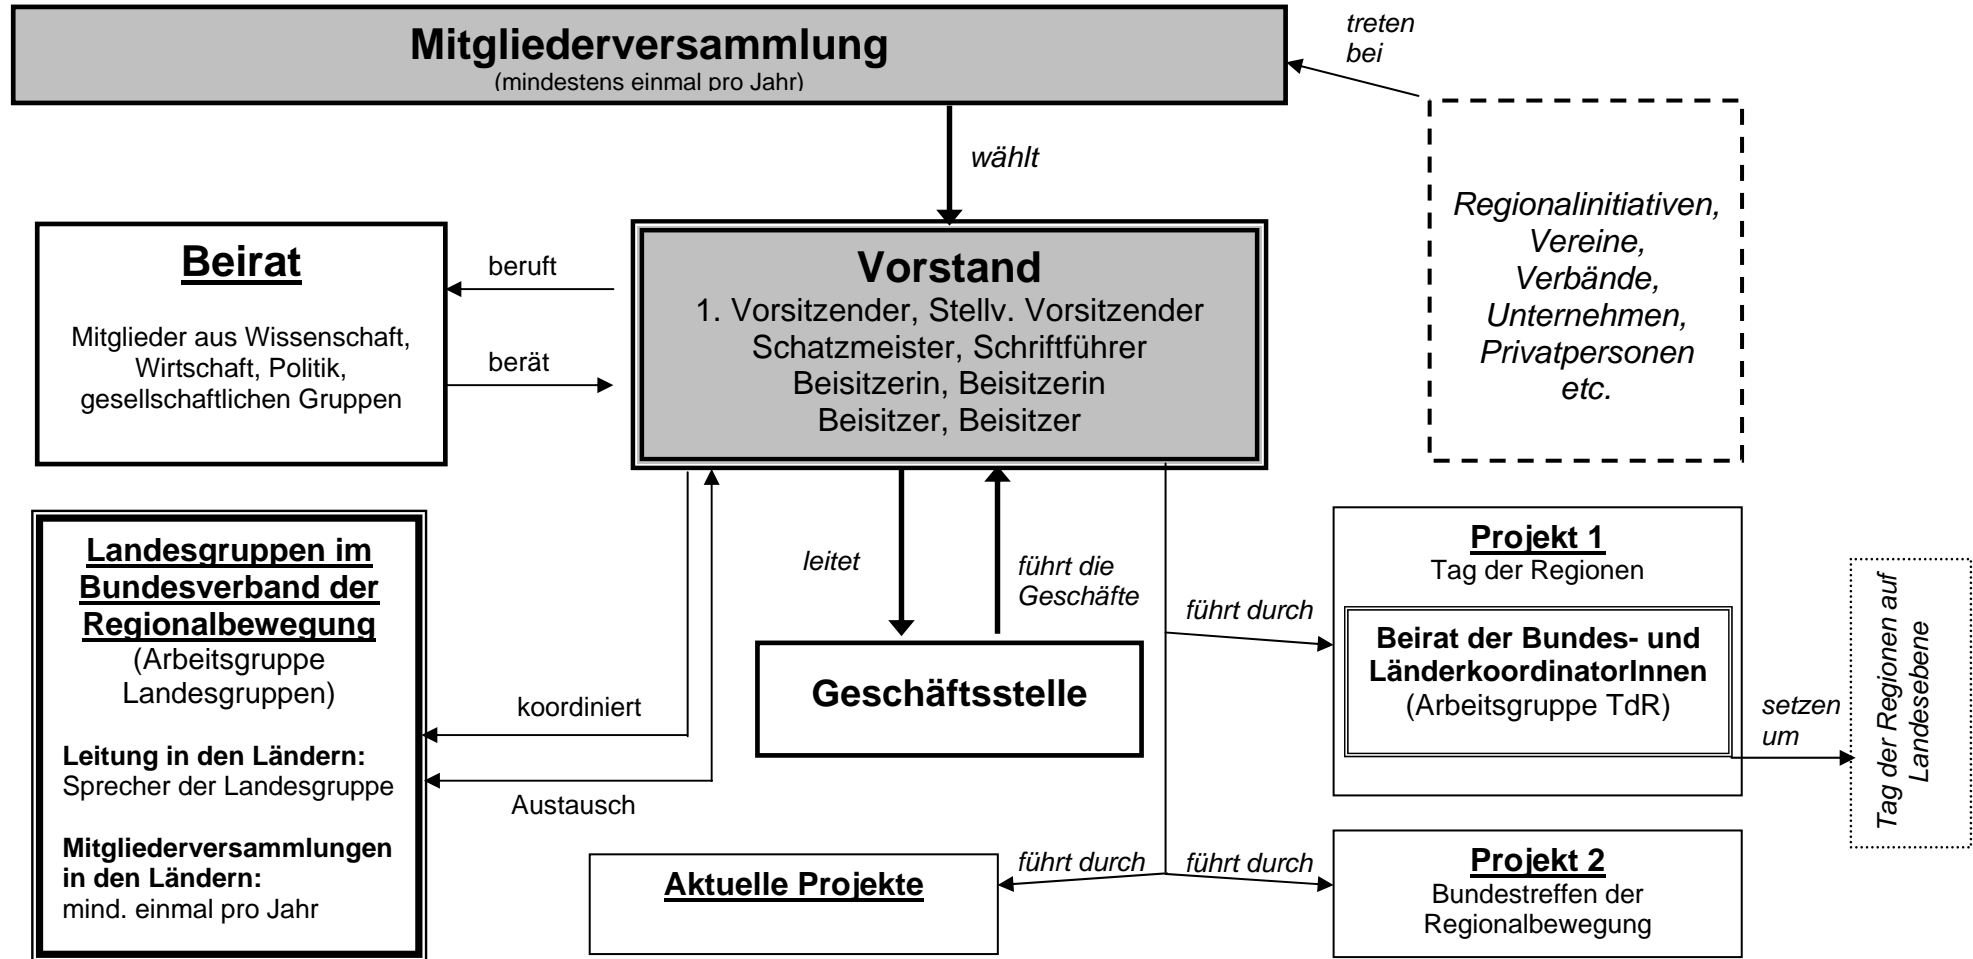 Mitgliederversammlung
(mindestens einmal pro Jahr)
treten
bei
wählt
Regionalinitiativen,
Vereine,
Verbände,
Unternehmen,
Privatpersonen
etc.
Beirat
Mitglieder aus Wissenschaft,
Wirtschaft, Politik,
gesellschaftlichen Gruppen
beruft
berät
Vorstand
1. Vorsitzender, Stellv. Vorsitzender
Schatzmeister, Schriftführer
Beisitzerin, Beisitzerin
Beisitzer, Beisitzer
Landesgruppen im
Bundesverband der
Regionalbewegung
(Arbeitsgruppe
Landesgruppen)
Leitung in den Ländern:
Sprecher der Landesgruppe
Mitgliederversammlungen
in den Ländern:
mind. einmal pro Jahr
koordiniert
Austausch
leitet
führt die
Geschäfte
Geschäftsstelle
führt durch
Projekt 1
Tag der Regionen
Beirat der Bundes- und
LänderkoordinatorInnen
(Arbeitsgruppe TdR)
setzen
um
Tag der Regionen auf
Landesebene
Aktuelle Projekte
führt durch
führt durch
Projekt 2
Bundestreffen der
Regionalbewegung